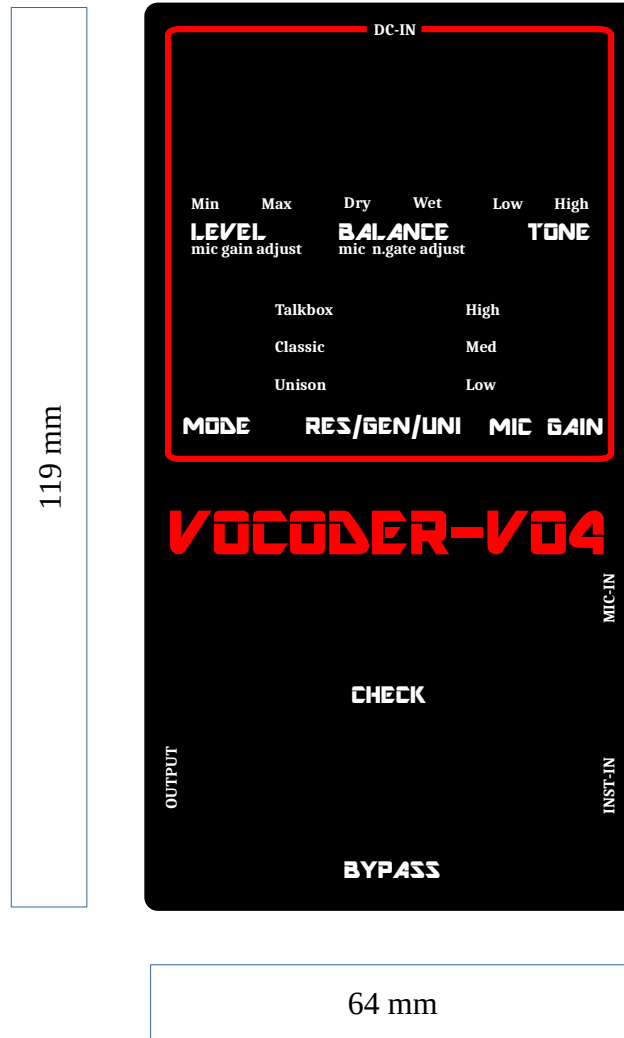 DC-IN
Min Max Dry Wet Low High
LEVEL BALANCE TONE
mic gain adjust mic n.gate adjust
Talkbox High
Classic Med
Unison Low
MODE RES/GEN/UNI MIC GAIN
119 mm
VOCODER-V04
MIC-IN
CHECK
OUTPUT
INST-IN
BYPASS
64 mm